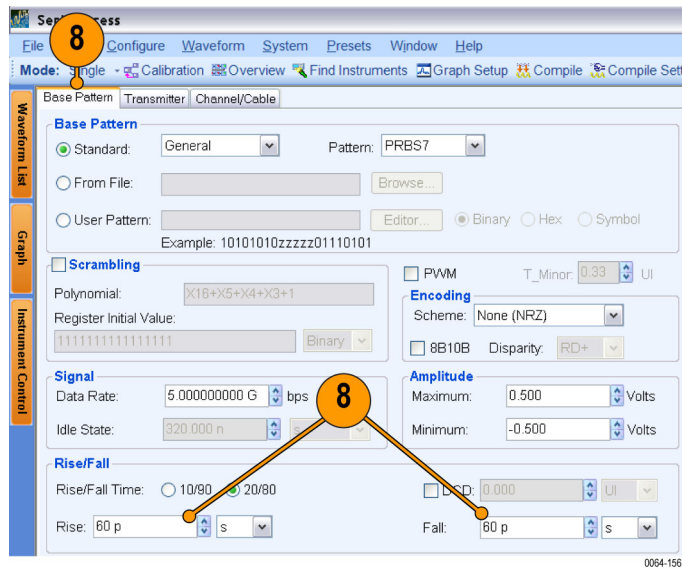 8
File Configure Waveform System Presets Window Help
Mode: Single Calibration Overview Find Instruments Graph Setup Compile Compile Sett
Waveform List
Graph
Instrument Control
Base Pattern Transmitter Channel/Cable
Base Pattern
Standard: General Pattern: PRBS7
From File: Browse...
User Pattern: Editor... Binary Hex Symbol
Example: 10101010zzzzz01110101
Scrambling
Polynomial: X16+X5+X4+X3+1
Register Initial Value:
1111111111111111 Binary
PWM T_Minor: 0.33 UI
Encoding
Scheme: None (NRZ)
8B10B Disparity: RD+
Signal
Data Rate: 5.000000000 G bps
Idle State: 320.000 n s
8
Amplitude
Maximum: 0.500 Volts
Minimum: -0.500 Volts
Rise/Fall
Rise/Fall Time: 10/90 20/80
DCD: 0.000 UI
Rise: 60 p s
Fall: 60 p s
0064-156